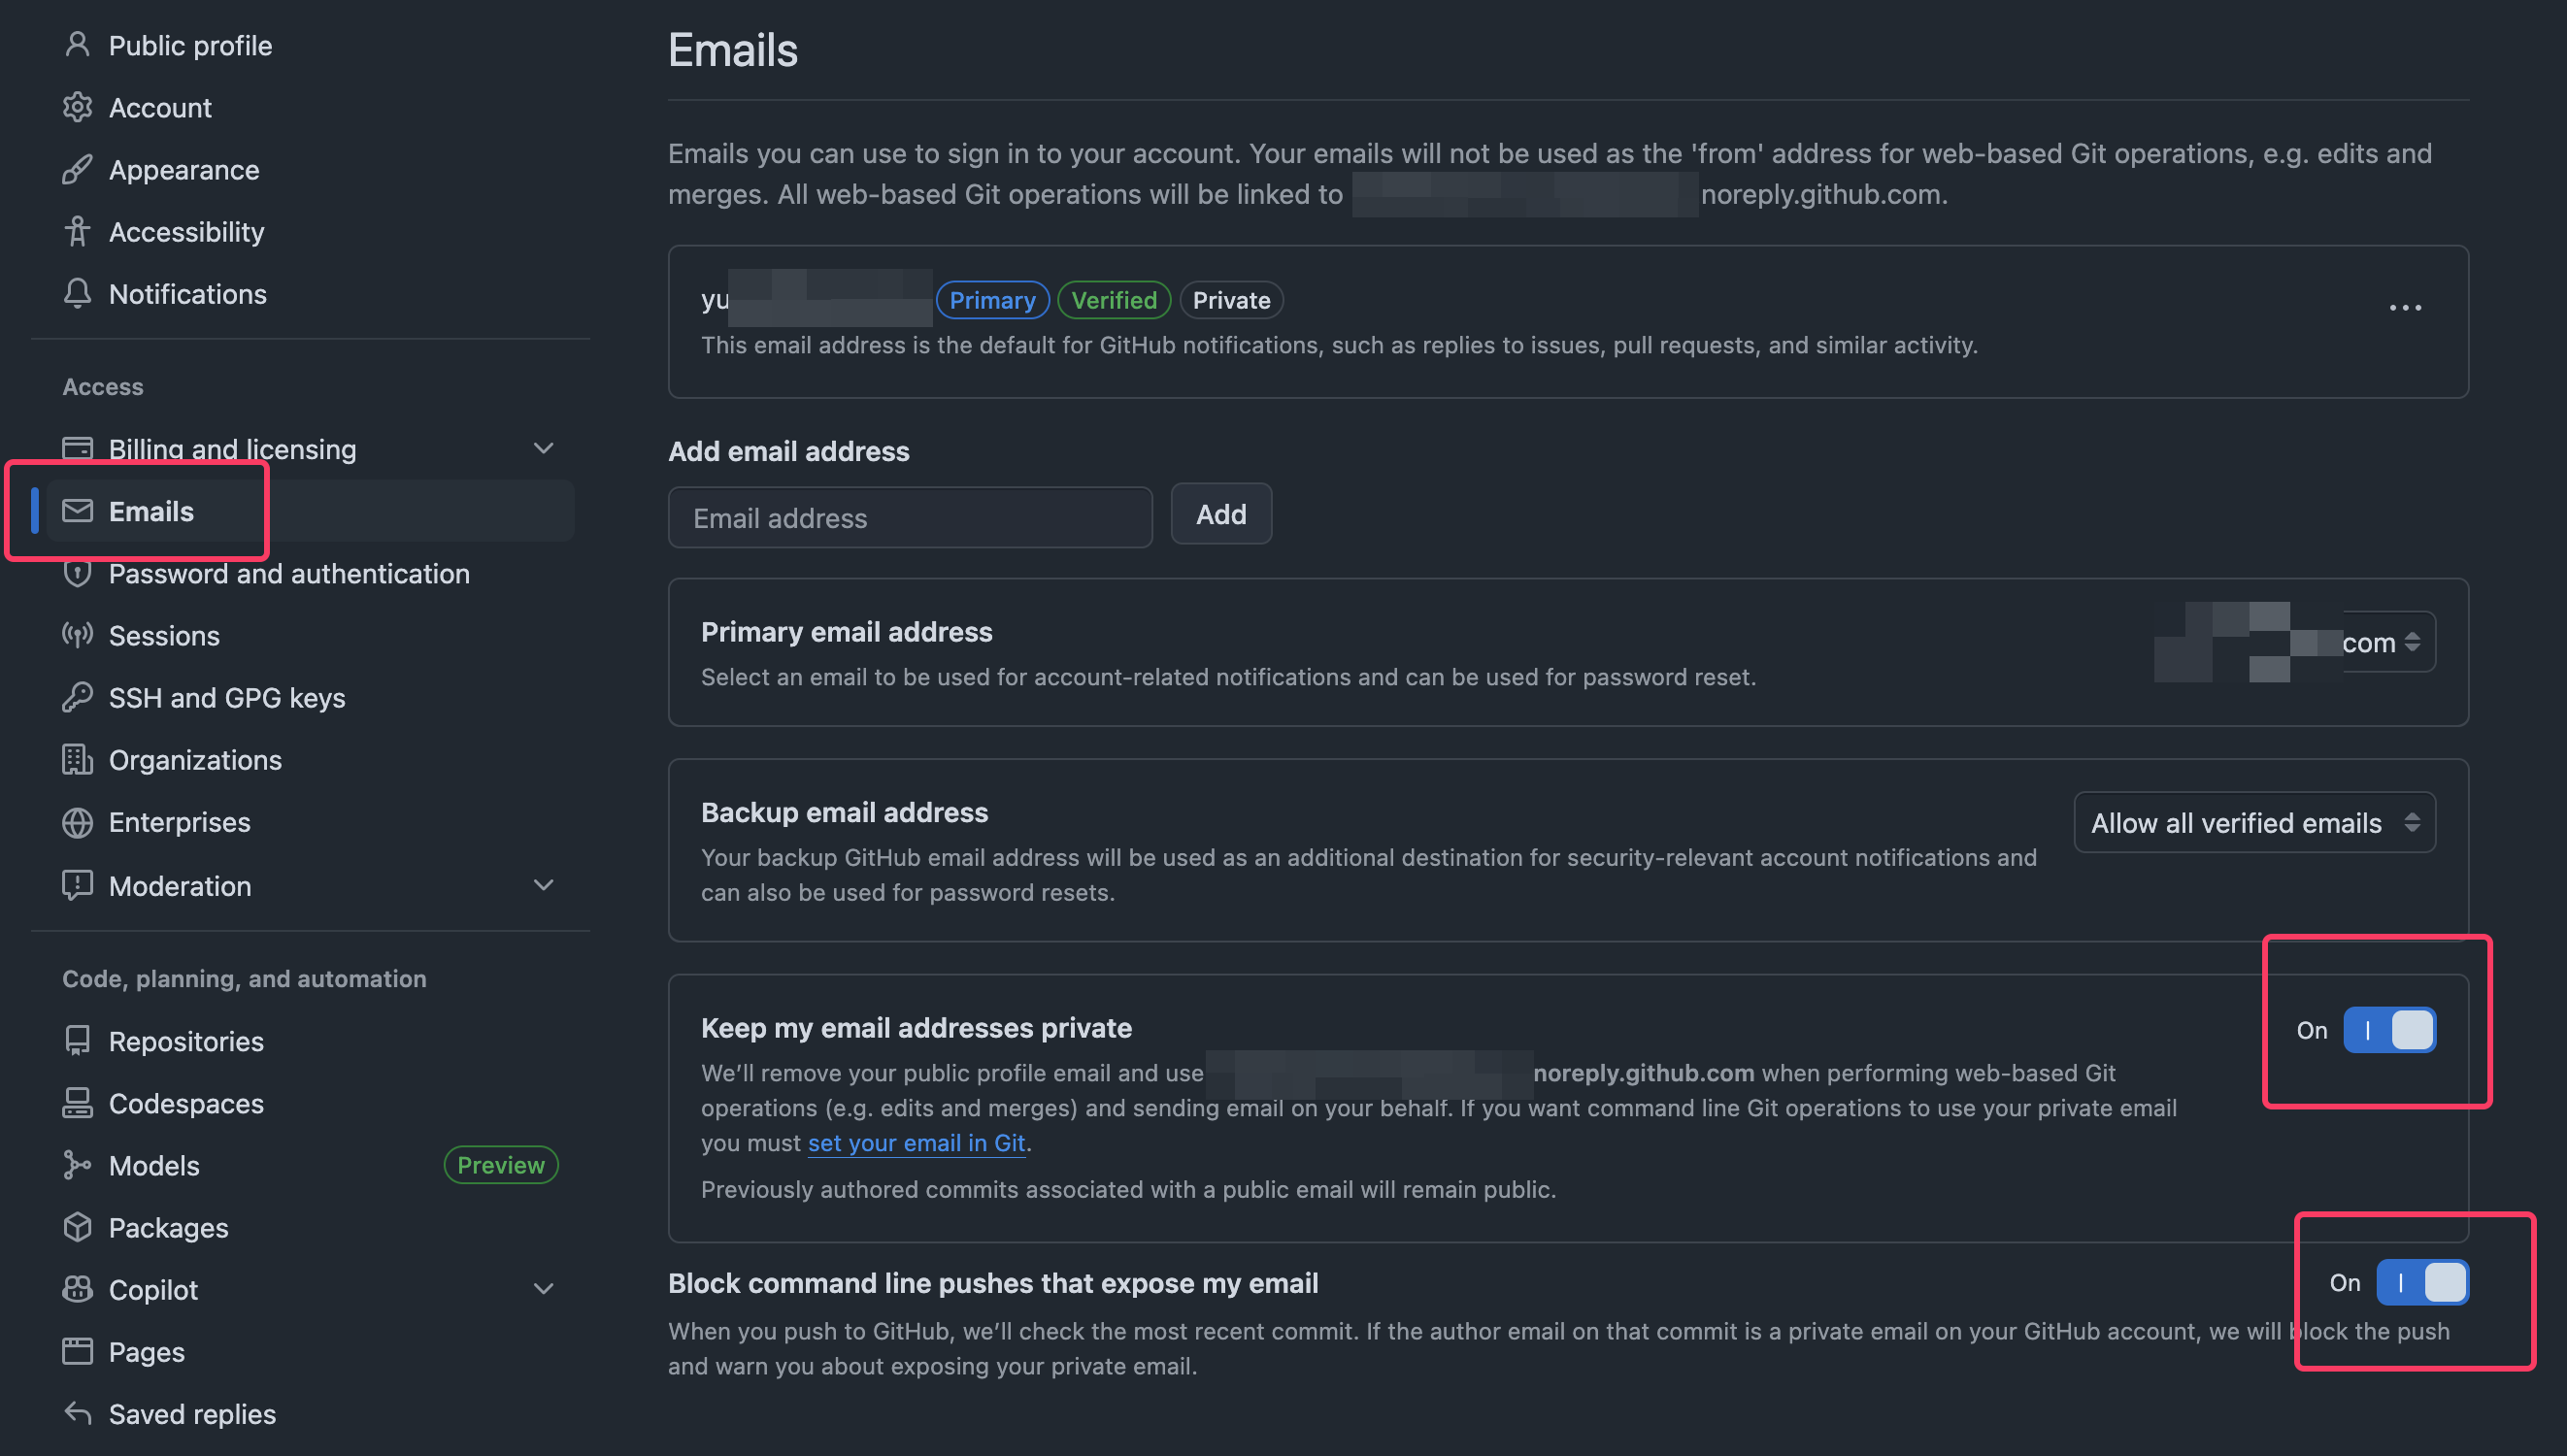 Public profile
Account
Appearance
Accessibility
Notifications
Access
Billing and licensing
Emails
Password and authentication
Sessions
SSH and GPG keys
Organizations
Enterprises
Moderation
Code, planning, and automation
Repositories
Codespaces
Models Preview
Packages
Copilot
Pages
Saved replies
Emails
Emails you can use to sign in to your account. Your emails will not be used as the 'from' address for web-based Git operations, e.g. edits and
merges. All web-based Git operations will be linked to noreply.github.com.
yu Primary Verified Private
This email address is the default for GitHub notifications, such as replies to issues, pull requests, and similar activity.
Add email address
Email address Add
Primary email address
com
Select an email to be used for account-related notifications and can be used for password reset.
Backup email address
Allow all verified emails
Your backup GitHub email address will be used as an additional destination for security-relevant account notifications and
can also be used for password resets.
Keep my email addresses private
On
We’ll remove your public profile email and use noreply.github.com when performing web-based Git
operations (e.g. edits and merges) and sending email on your behalf. If you want command line Git operations to use your private email
you must set your email in Git.
Previously authored commits associated with a public email will remain public.
Block command line pushes that expose my email
On
When you push to GitHub, we’ll check the most recent commit. If the author email on that commit is a private email on your GitHub account, we will block the push
and warn you about exposing your private email.